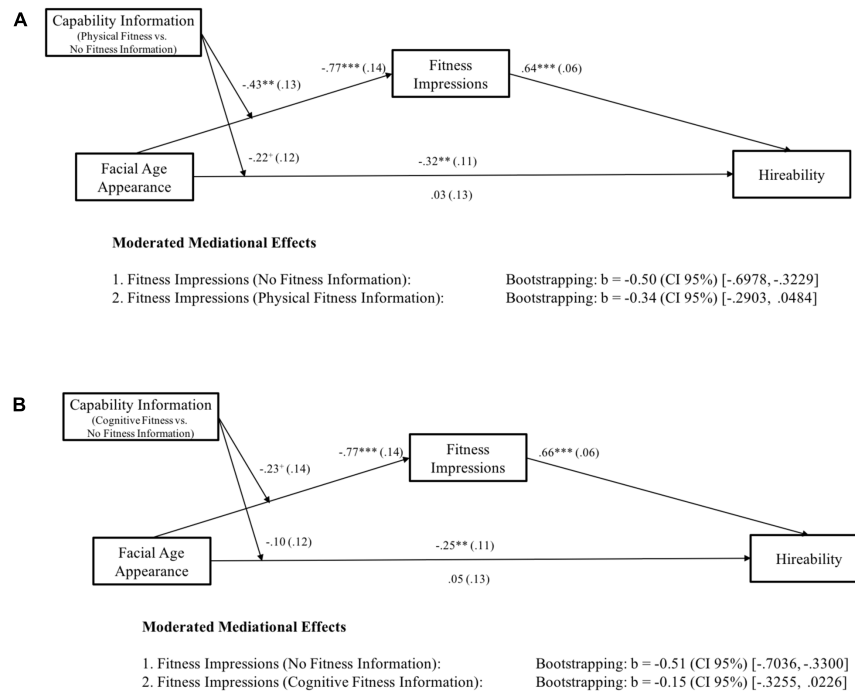 A
Capability Information
(Physical Fitness vs.
No Fitness Information)
Fitness
Impressions
-.77*** (.14)
.64*** (.06)
-.43** (.13)
-.22⁺ (.12)
-.32** (.11)
Facial Age
Appearance
Hireability
.03 (.13)
Moderated Mediational Effects
1. Fitness Impressions (No Fitness Information): Bootstrapping: b = -0.50 (CI 95%) [-.6978, -.3229]
2. Fitness Impressions (Physical Fitness Information): Bootstrapping: b = -0.34 (CI 95%) [-.2903, .0484]
B
Capability Information
(Cognitive Fitness vs.
No Fitness Information)
Fitness
Impressions
-.77*** (.14)
.66*** (.06)
-.23⁺ (.14)
-.10 (.12)
-.25** (.11)
Facial Age
Appearance
Hireability
.05 (.13)
Moderated Mediational Effects
1. Fitness Impressions (No Fitness Information): Bootstrapping: b = -0.51 (CI 95%) [-.7036, -.3300]
2. Fitness Impressions (Cognitive Fitness Information): Bootstrapping: b = -0.15 (CI 95%) [-.3255, .0226]